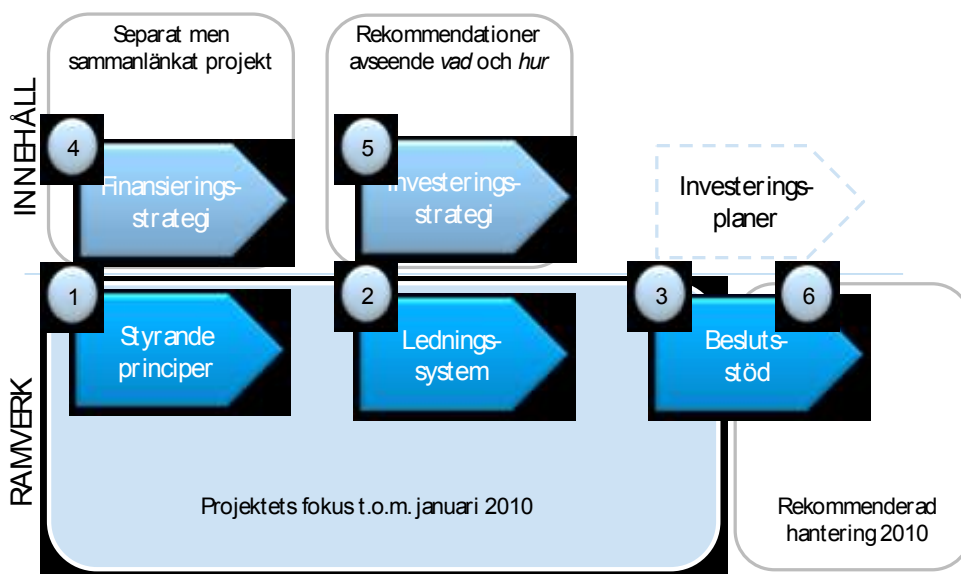 Separat men
sammanlänkat projekt
Rekommendationer
avseende vad och hur
INNEHÅLL
4
Finansierings-
strategi
5
Investerings-
strategi
Investerings-
planer
RAMVERK
1
Styrande
principer
2
Lednings-
system
3
6
Besluts-
stöd
Projektets fokus t.o.m. januari 2010
Rekommenderad
hantering 2010